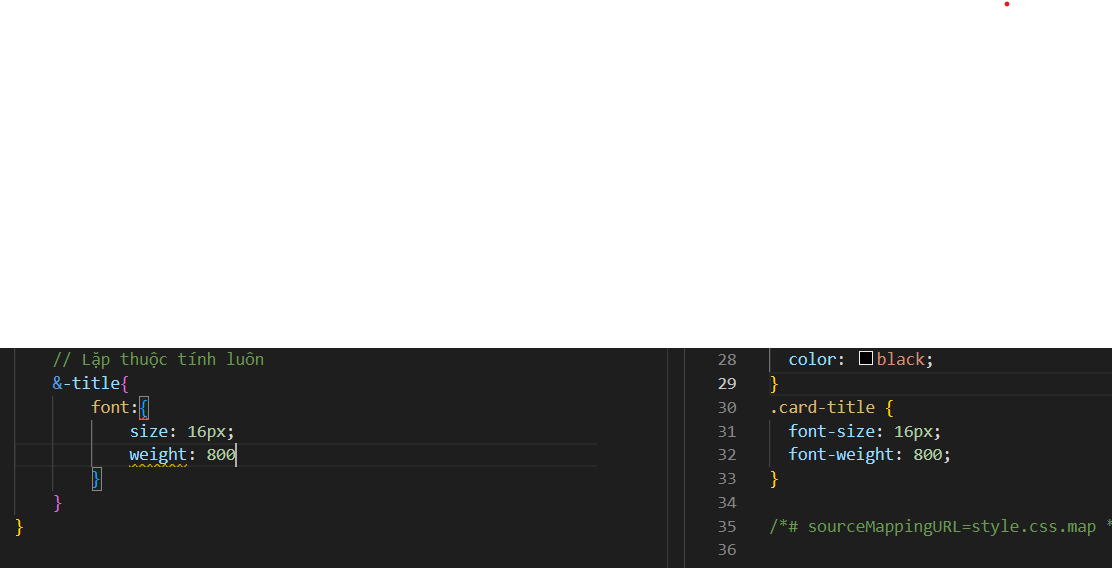 // Lặp thuộc tính luôn
&-title{
font:{
size: 16px;
weight: 800
}
}
}
28 color: black;
29 }
30 .card-title {
31 font-size: 16px;
32 font-weight: 800;
33 }
34
35 /*# sourceMappingURL=style.css.map *
36